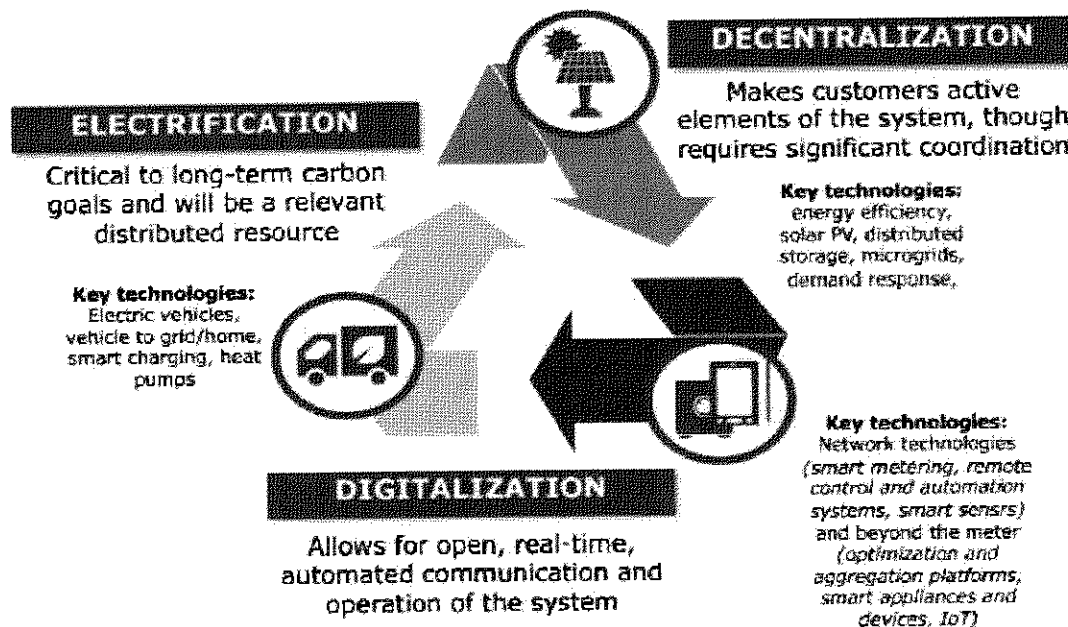 DECENTRALIZATION
Makes customers active
elements of the system, though
requires significant coordination
Key technologies:
energy efficiency,
solar PV, distributed
storage, microgrids,
demand response,
ELECTRIFICATION
Critical to long-term carbon
goals and will be a relevant
distributed resource
Key technologies:
Electric vehicles,
vehicle to grid/home,
smart charging, heat
pumps
DIGITALIZATION
Allows for open, real-time,
automated communication and
operation of the system
Key technologies:
Network technologies
(smart metering, remote
control and automation
systems, smart sensrs)
and beyond the meter
(optimization and
aggregation platforms,
smart appliances and
devices, IoT)